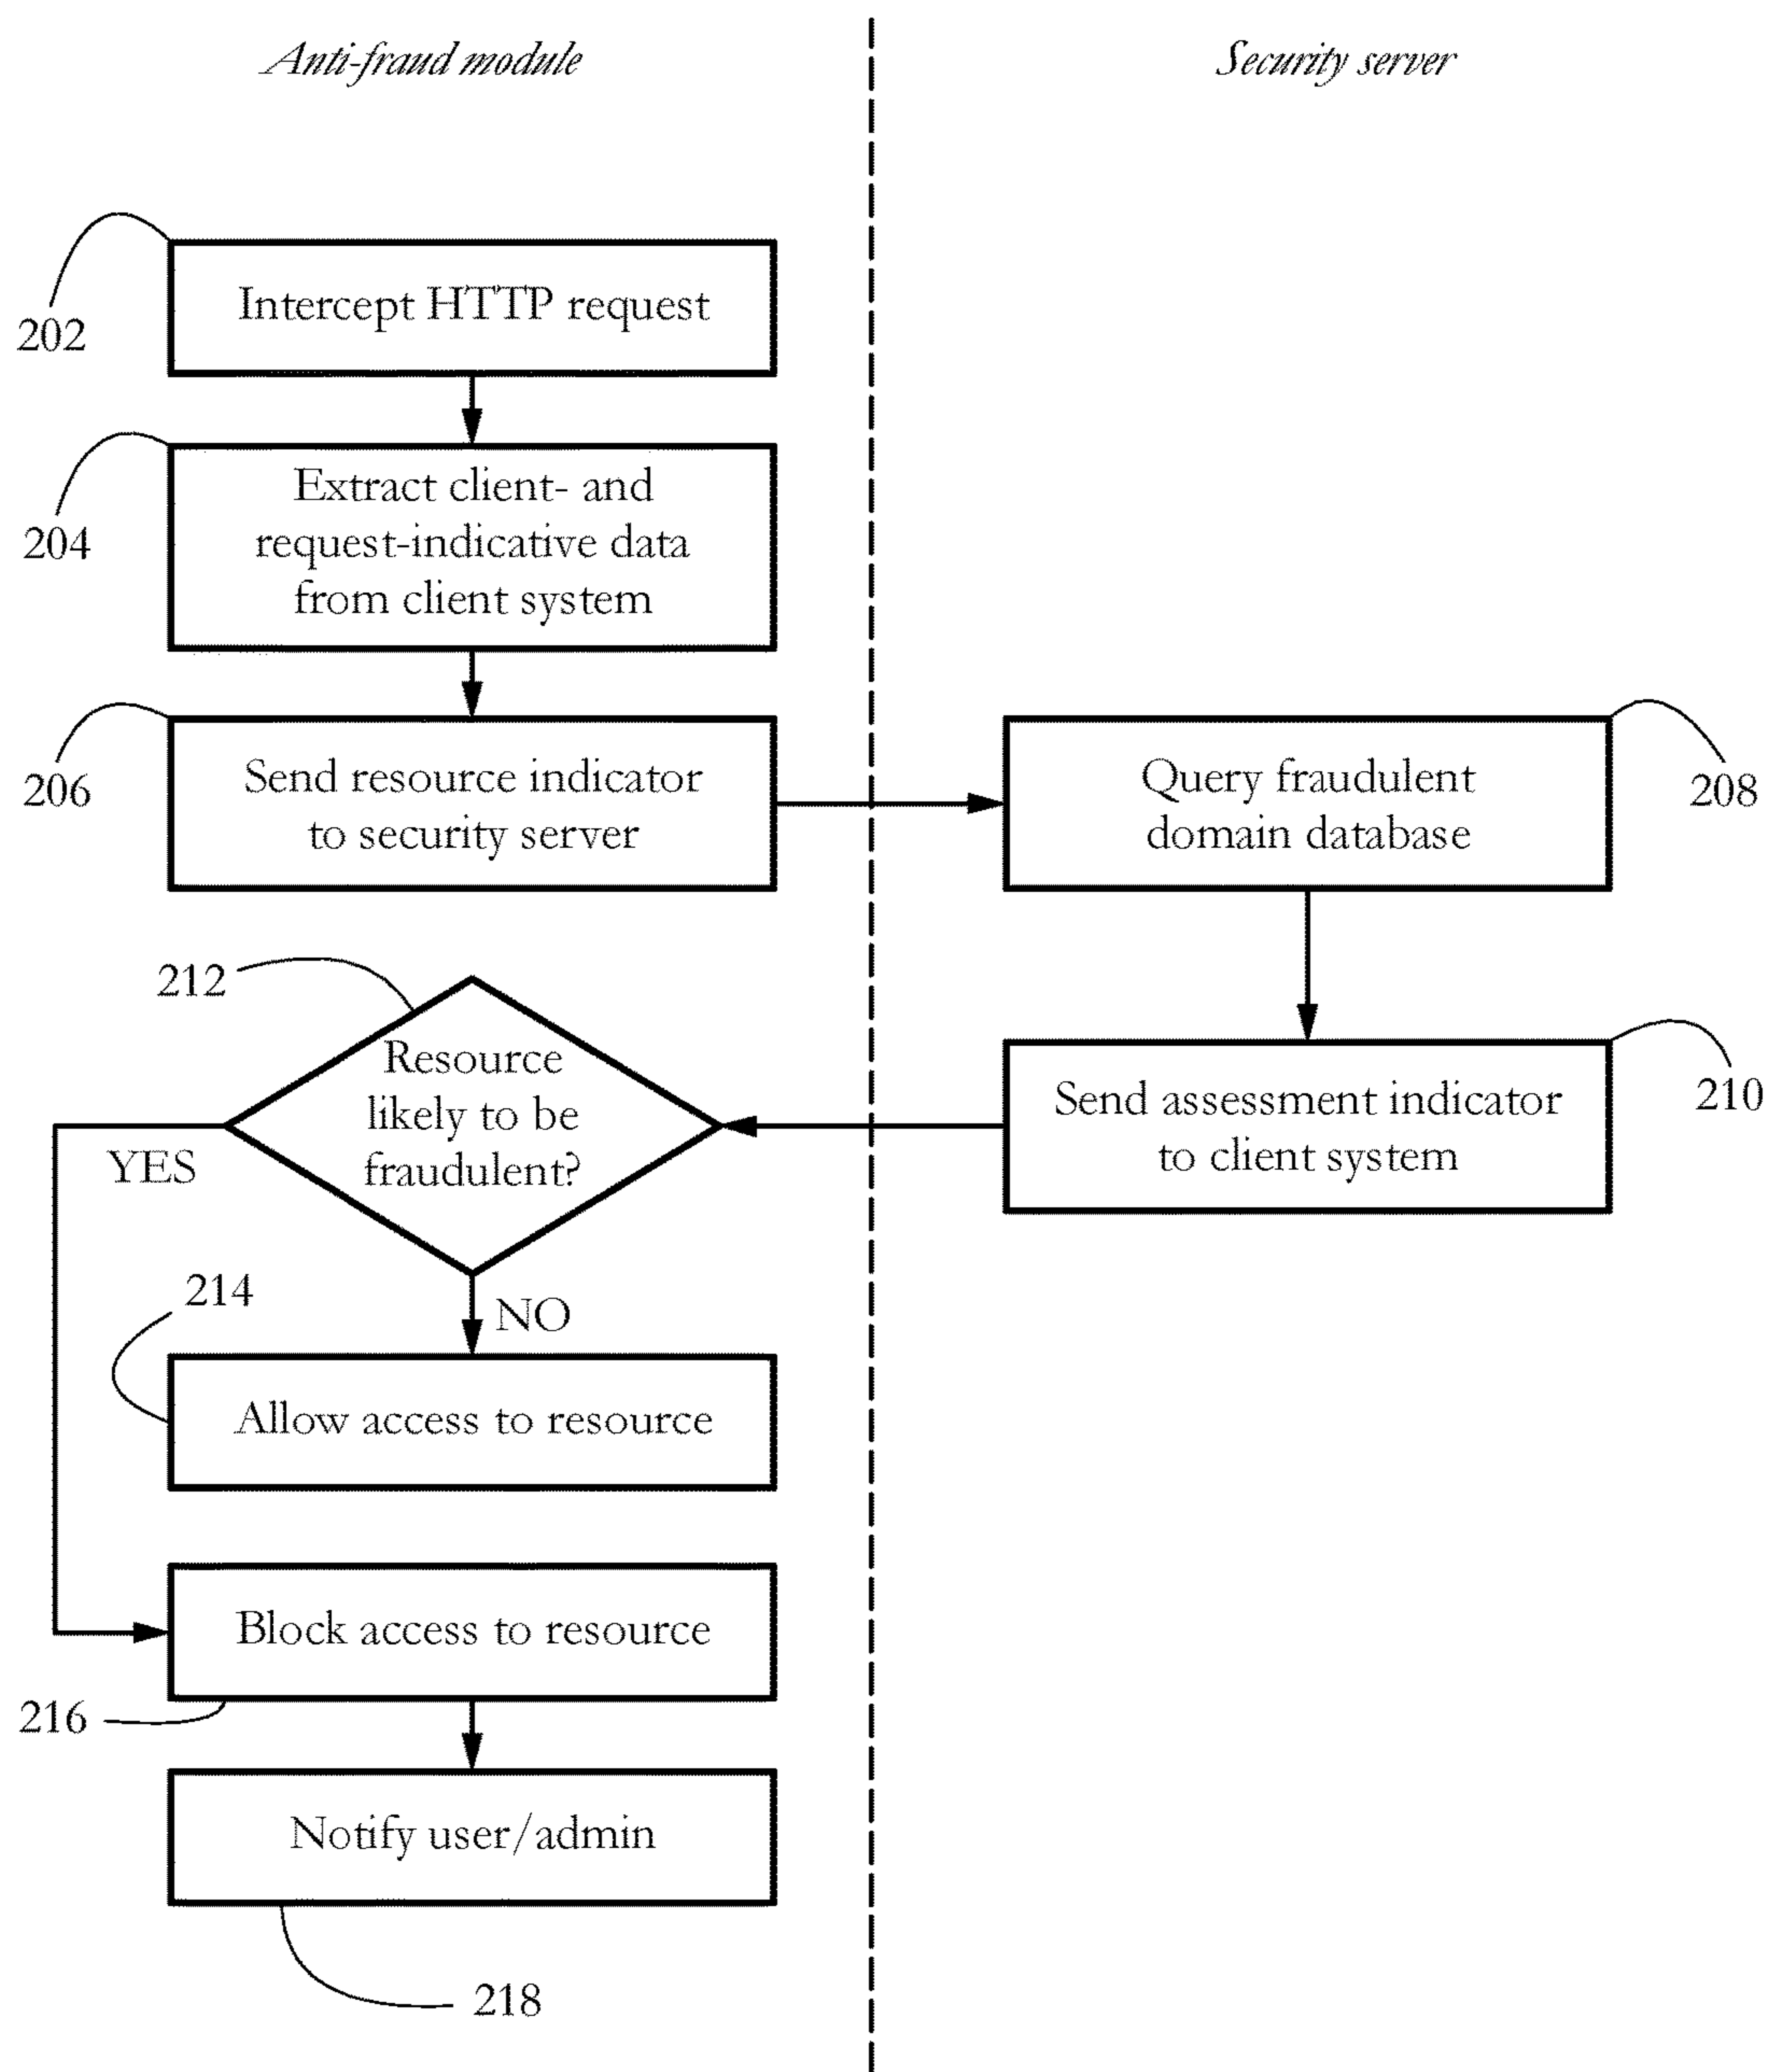 Anti-fraud module
Security server
202
Intercept HTTP request
204
Extract client- and
request-indicative data
from client system
206
Send resource indicator
to security server
Query fraudulent
domain database
208
212
Resource
likely to be
fraudulent?
YES
NO
Send assessment indicator
to client system
210
214
Allow access to resource
Block access to resource
216
Notify user/admin
218